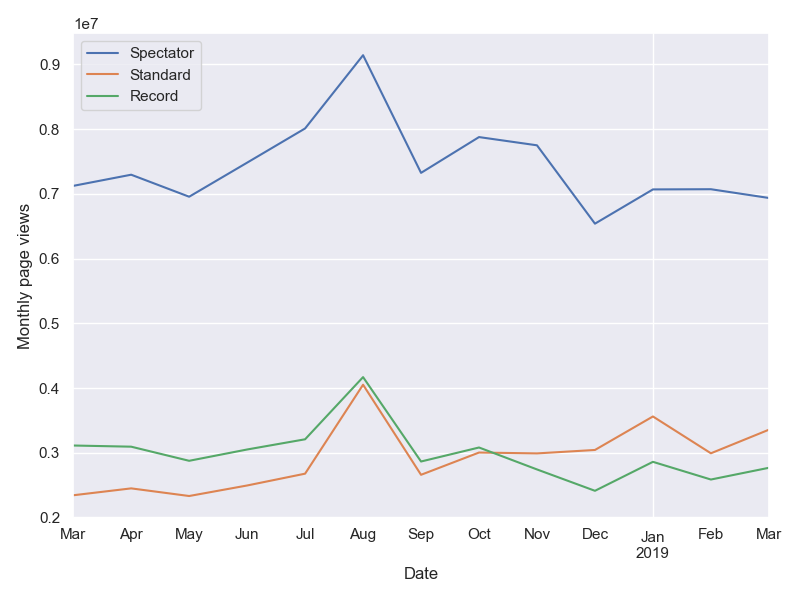 1e7
Spectator
Standard
Record
0.9
0.8
0.7
0.6
0.5
0.4
0.3
0.2
Monthly page views
Mar Apr May Jun Jul Aug Sep Oct Nov Dec Jan Feb Mar
2019
Date